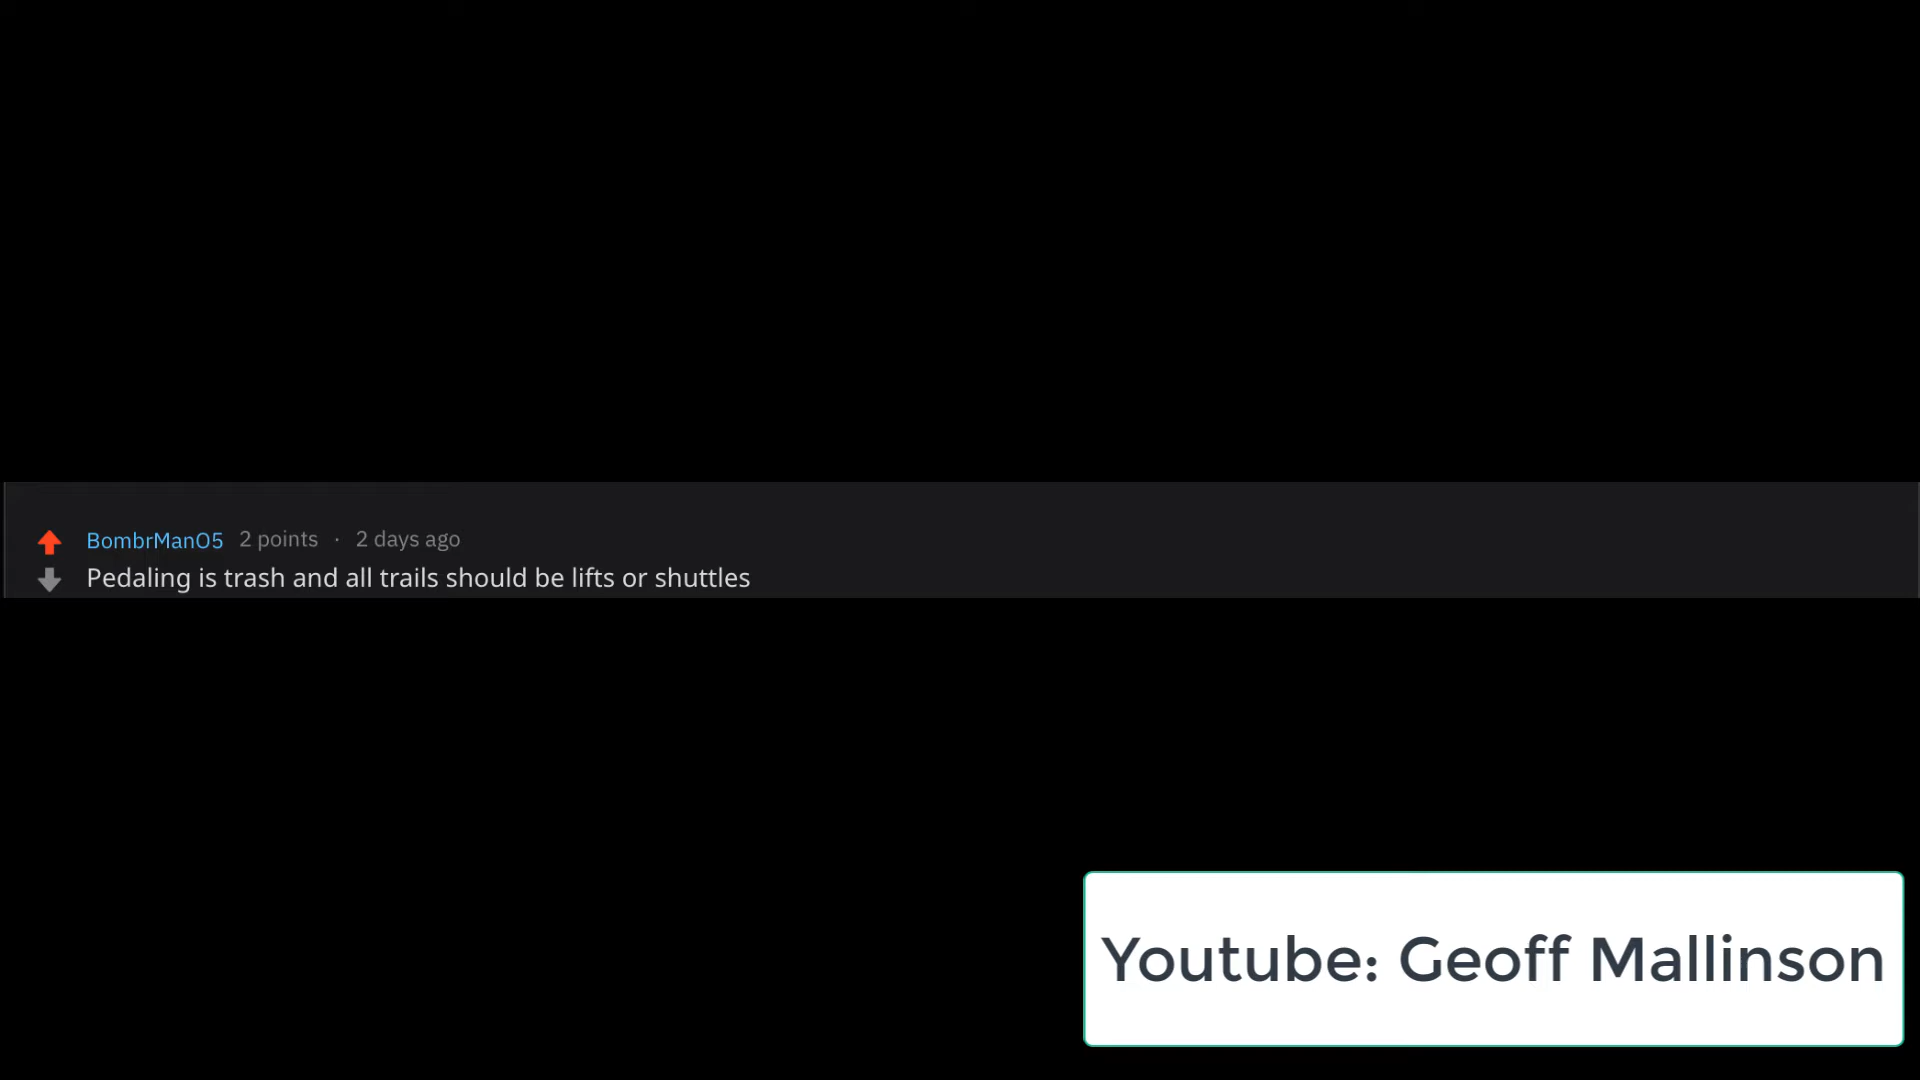 BombrMan05 2 points · 2 days ago
Pedaling is trash and all trails should be lifts or shuttles
Youtube: Geoff Mallinson